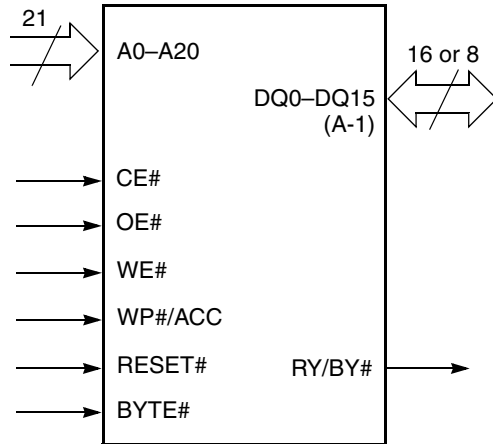 21
A0–A20
16 or 8
DQ0–DQ15
(A-1)
CE#
OE#
WE#
WP#/ACC
RESET#
RY/BY#
BYTE#